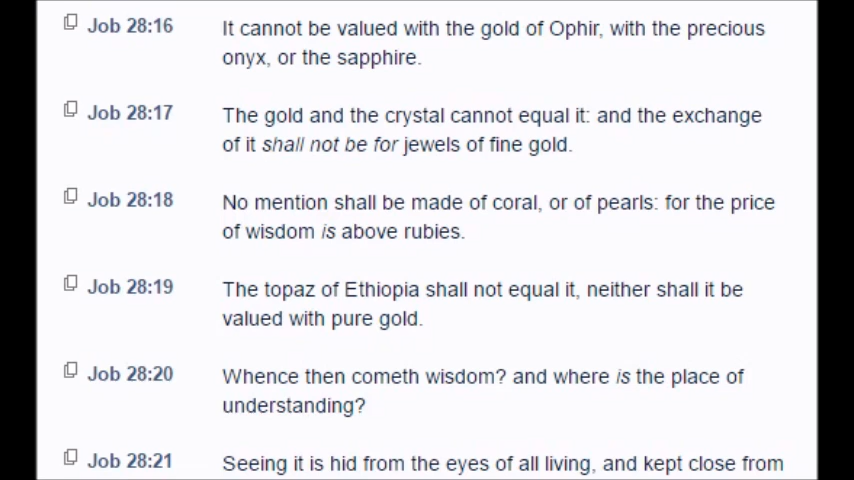 Job 28:16 It cannot be valued with the gold of Ophir, with the precious
onyx, or the sapphire.
Job 28:17 The gold and the crystal cannot equal it: and the exchange
of it shall not be for jewels of fine gold.
Job 28:18 No mention shall be made of coral, or of pearls: for the price
of wisdom is above rubies.
Job 28:19 The topaz of Ethiopia shall not equal it, neither shall it be
valued with pure gold.
Job 28:20 Whence then cometh wisdom? and where is the place of
understanding?
Job 28:21 Seeing it is hid from the eyes of all living, and kept close from